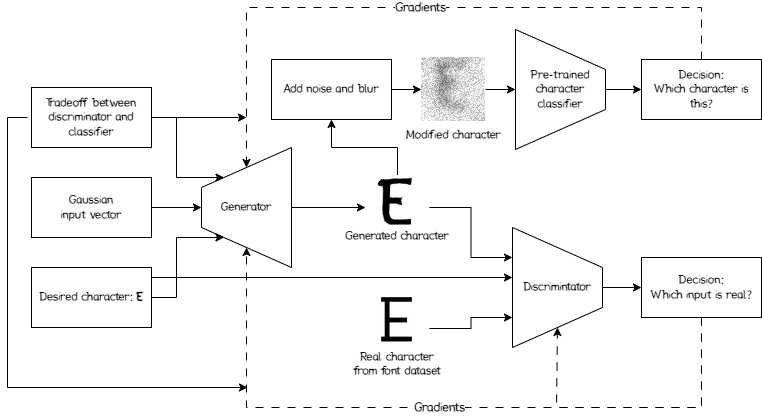 Gradients
Tradeoff between
discriminator and
classifier
Add noise and blur
Modified character
Pre-trained
character
classifier
Decision:
Which character is
this?
Gaussian
input vector
Generator
E
Generated character
Desired character: E
Discrimintator
Decision:
Which input is real?
E
Real character
from font dataset
Gradients